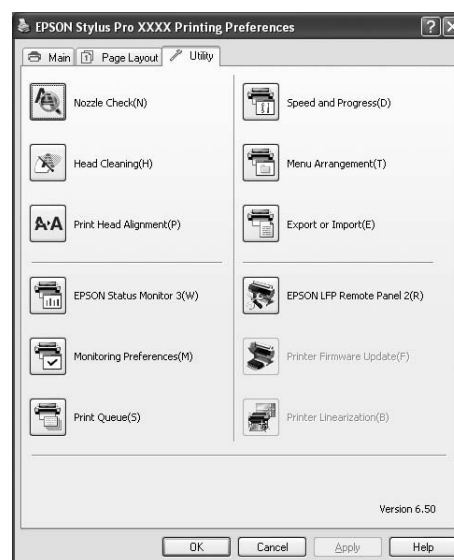 EPSON Stylus Pro XXXX Printing Preferences
Main
Page Layout
Utility
Nozzle Check(N)
Speed and Progress(D)
Head Cleaning(H)
Menu Arrangement(T)
Print Head Alignment(P)
Export or Import(E)
EPSON Status Monitor 3(W)
EPSON LFP Remote Panel 2(R)
Monitoring Preferences(M)
Printer Firmware Update(F)
Print Queue(S)
Printer Linearization(B)
Version 6.50
OK
Cancel
Apply
Help